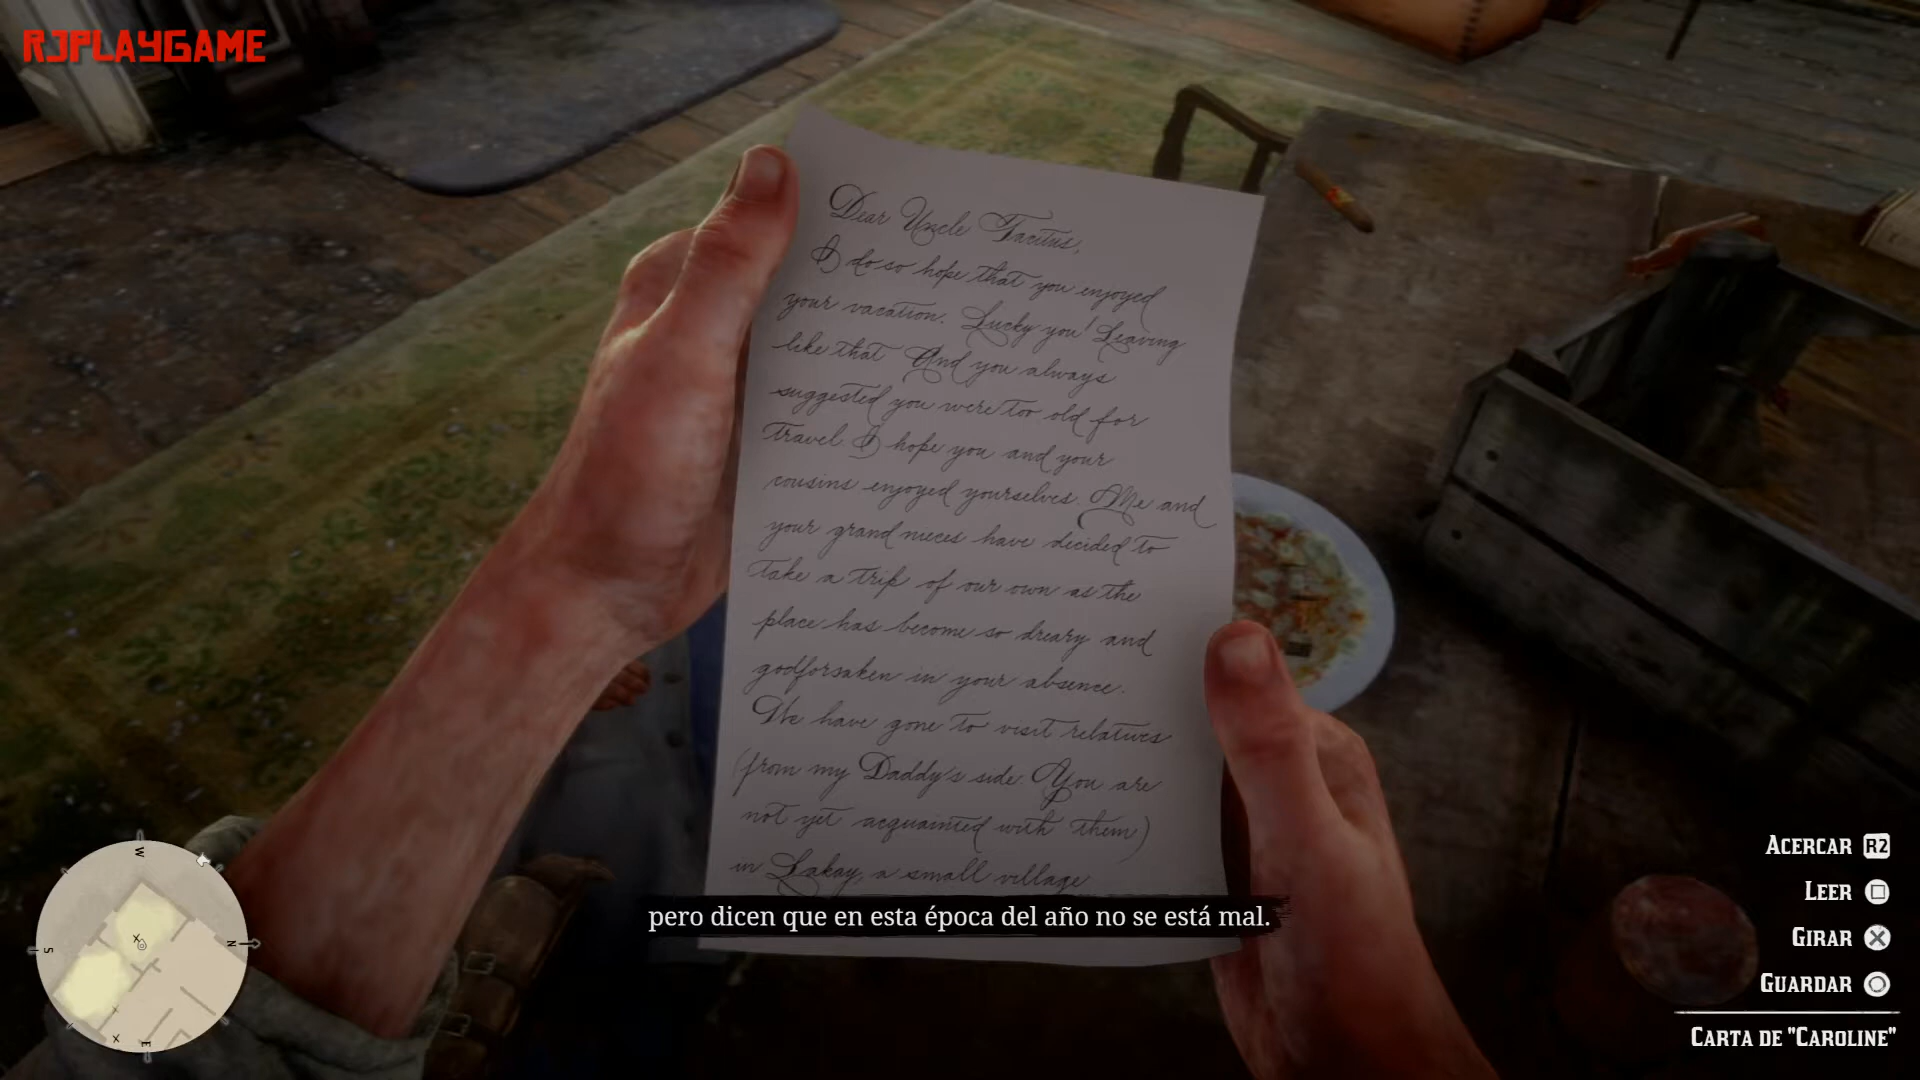 RJPLAYGAME
Dear Uncle Tacitus,
I do so hope that you enjoyed
your vacation. Lucky you! Leaving
like that. And you always
suggested you were too old for
travel. I hope you and your
cousins enjoyed yourselves. Me and
your grand nieces have decided to
take a trip of our own as the
place has become so dreary and
godforsaken in your absence.
We have gone to visit relatives
(from my Daddy's side. You are
not yet acquainted with them)
in Lakay, a small village
pero dicen que en esta época del año no se está mal.
W
N
S
E
ACERCAR R2
LEER
GIRAR
GUARDAR
CARTA DE "CAROLINE"